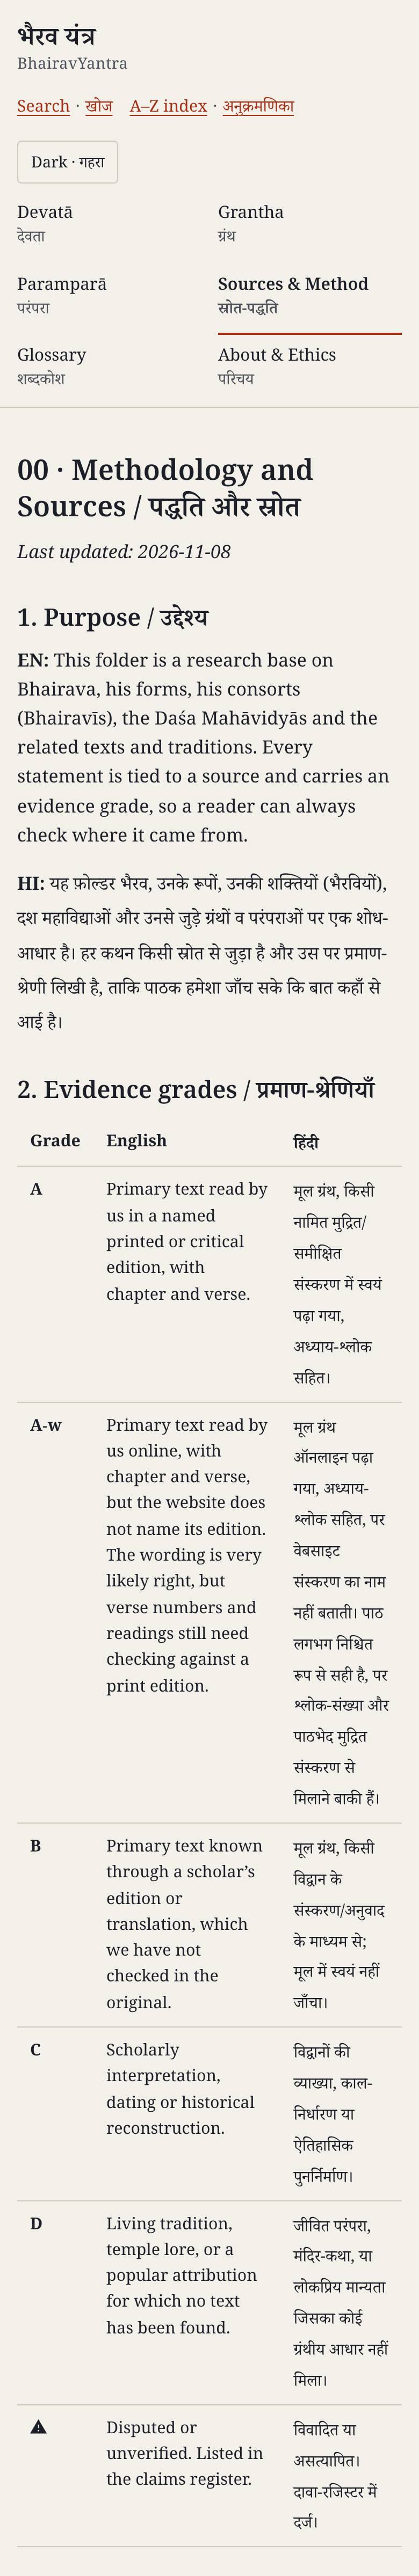 भैरव यंत्र
BhairavYantra
Search · खोज A–Z index · अनुक्रमणिका
Dark · गहरा
Devatā
देवता
Grantha
ग्रंथ
Paramparā
परंपरा
Sources & Method
स्रोत-पद्धति
Glossary
शब्दकोश
About & Ethics
परिचय
00 · Methodology and
Sources / पद्धति और स्रोत
Last updated: 2026-11-08
1. Purpose / उद्देश्य
EN: This folder is a research base on
Bhairava, his forms, his consorts
(Bhairavīs), the Daśa Mahāvidyās and the
related texts and traditions. Every
statement is tied to a source and carries an
evidence grade, so a reader can always
check where it came from.
HI: यह फ़ोल्डर भैरव, उनके रूपों, उनकी शक्तियों (भैरवियों),
दश महाविद्याओं और उनसे जुड़े ग्रंथों व परंपराओं पर एक शोध-
आधार है। हर कथन किसी स्रोत से जुड़ा है और उस पर प्रमाण-
श्रेणी लिखी है, ताकि पाठक हमेशा जाँच सके कि बात कहाँ से
आई है।
2. Evidence grades / प्रमाण-श्रेणियाँ
Grade English हिंदी
A
Primary text read by
us in a named
printed or critical
edition, with
chapter and verse.
मूल ग्रंथ, किसी
नामित मुद्रित/
समीक्षित
संस्करण में स्वयं
पढ़ा गया,
अध्याय-श्लोक
सहित।
A-w
Primary text read by
us online, with
chapter and verse,
but the website does
not name its edition.
The wording is very
likely right, but
verse numbers and
readings still need
checking against a
print edition.
मूल ग्रंथ
ऑनलाइन पढ़ा
गया, अध्याय-
श्लोक सहित, पर
वेबसाइट
संस्करण का नाम
नहीं बताती। पाठ
लगभग निश्चित
रूप से सही है, पर
श्लोक-संख्या और
पाठभेद मुद्रित
संस्करण से
मिलाने बाकी हैं।
B
Primary text known
through a scholar’s
edition or
translation, which
we have not
checked in the
original.
मूल ग्रंथ, किसी
विद्वान के
संस्करण/अनुवाद
के माध्यम से;
मूल में स्वयं नहीं
जाँचा।
C
Scholarly
interpretation,
dating or historical
reconstruction.
विद्वानों की
व्याख्या, काल-
निर्धारण या
ऐतिहासिक
पुनर्निर्माण।
D
Living tradition,
temple lore, or a
popular attribution
for which no text
has been found.
जीवित परंपरा,
मंदिर-कथा, या
लोकप्रिय मान्यता
जिसका कोई
ग्रंथीय आधार नहीं
मिला।
⚠
Disputed or
unverified. Listed in
the claims register.
विवादित या
असत्यापित।
दावा-रजिस्टर में
दर्ज।